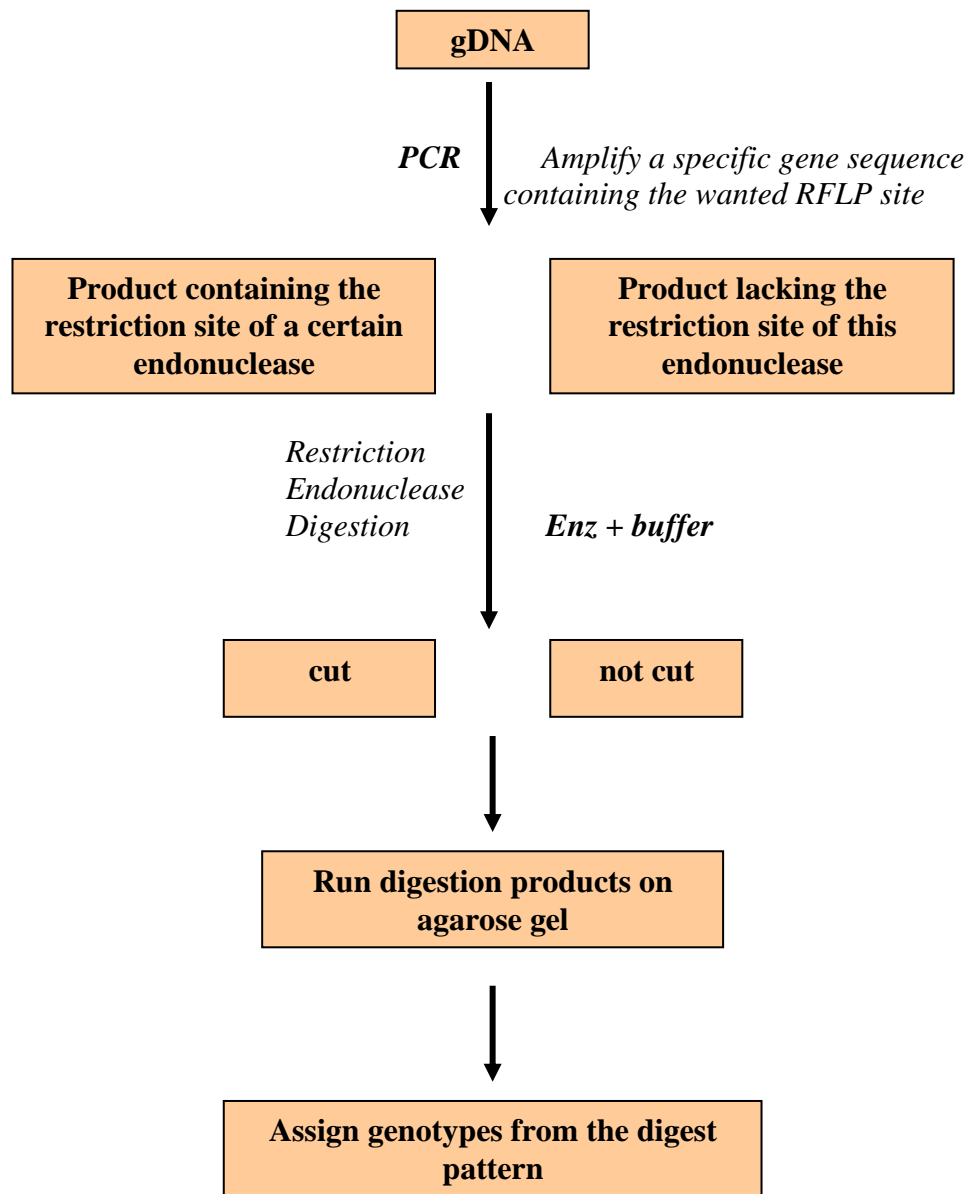 gDNA
PCR
Amplify a specific gene sequence
containing the wanted RFLP site
Product containing the
restriction site of a certain
endonuclease
Product lacking the
restriction site of this
endonuclease
Restriction
Endonuclease
Digestion
Enz + buffer
cut
not cut
Run digestion products on
agarose gel
Assign genotypes from the digest
pattern